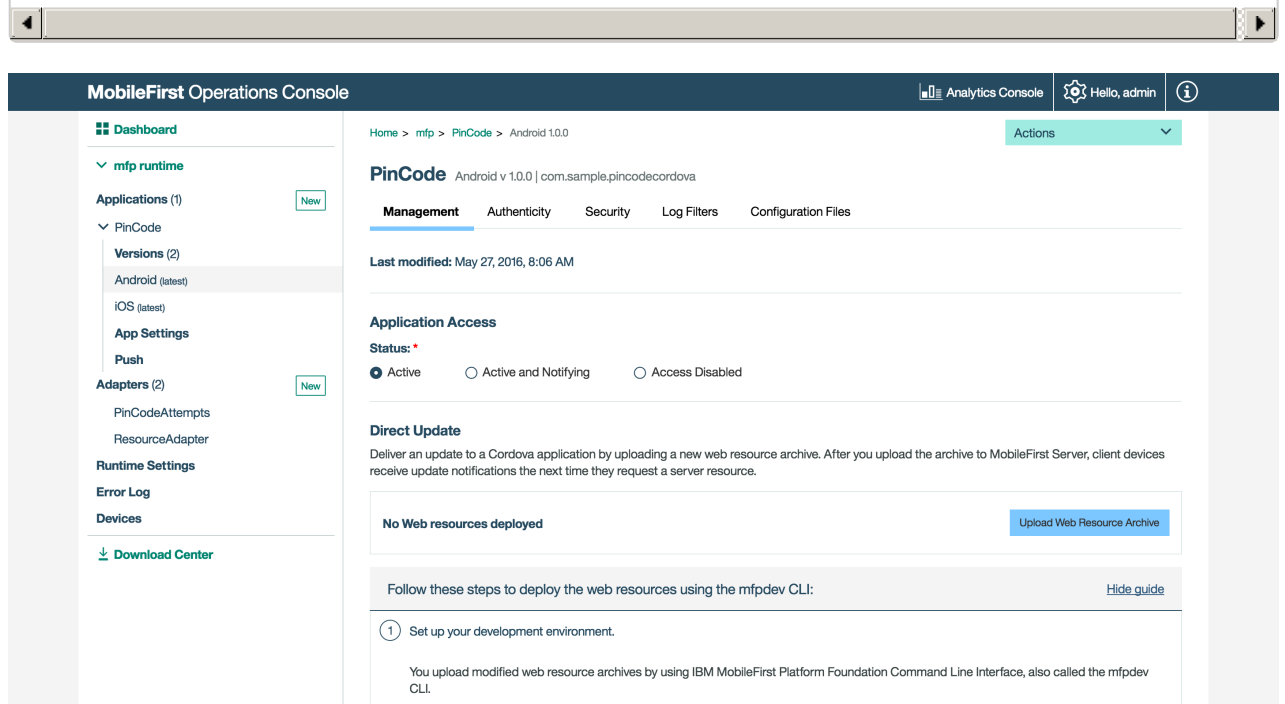 MobileFirst Operations Console
Analytics Console
Hello, admin
Dashboard
mfp runtime
Applications (1)
New
PinCode
Versions (2)
Android (latest)
iOS (latest)
App Settings
Push
Adapters (2)
New
PinCodeAttempts
ResourceAdapter
Runtime Settings
Error Log
Devices
Download Center
Home > mfp > PinCode > Android 1.0.0
Actions
PinCode Android v 1.0.0 | com.sample.pincodecordova
Management Authenticity Security Log Filters Configuration Files
Last modified: May 27, 2016, 8:06 AM
Application Access
Status: *
Active Active and Notifying Access Disabled
Direct Update
Deliver an update to a Cordova application by uploading a new web resource archive. After you upload the archive to MobileFirst Server, client devices
receive update notifications the next time they request a server resource.
No Web resources deployed
Upload Web Resource Archive
Follow these steps to deploy the web resources using the mfpdev CLI:
Hide guide
1 Set up your development environment.
You upload modified web resource archives by using IBM MobileFirst Platform Foundation Command Line Interface, also called the mfpdev
CLI.